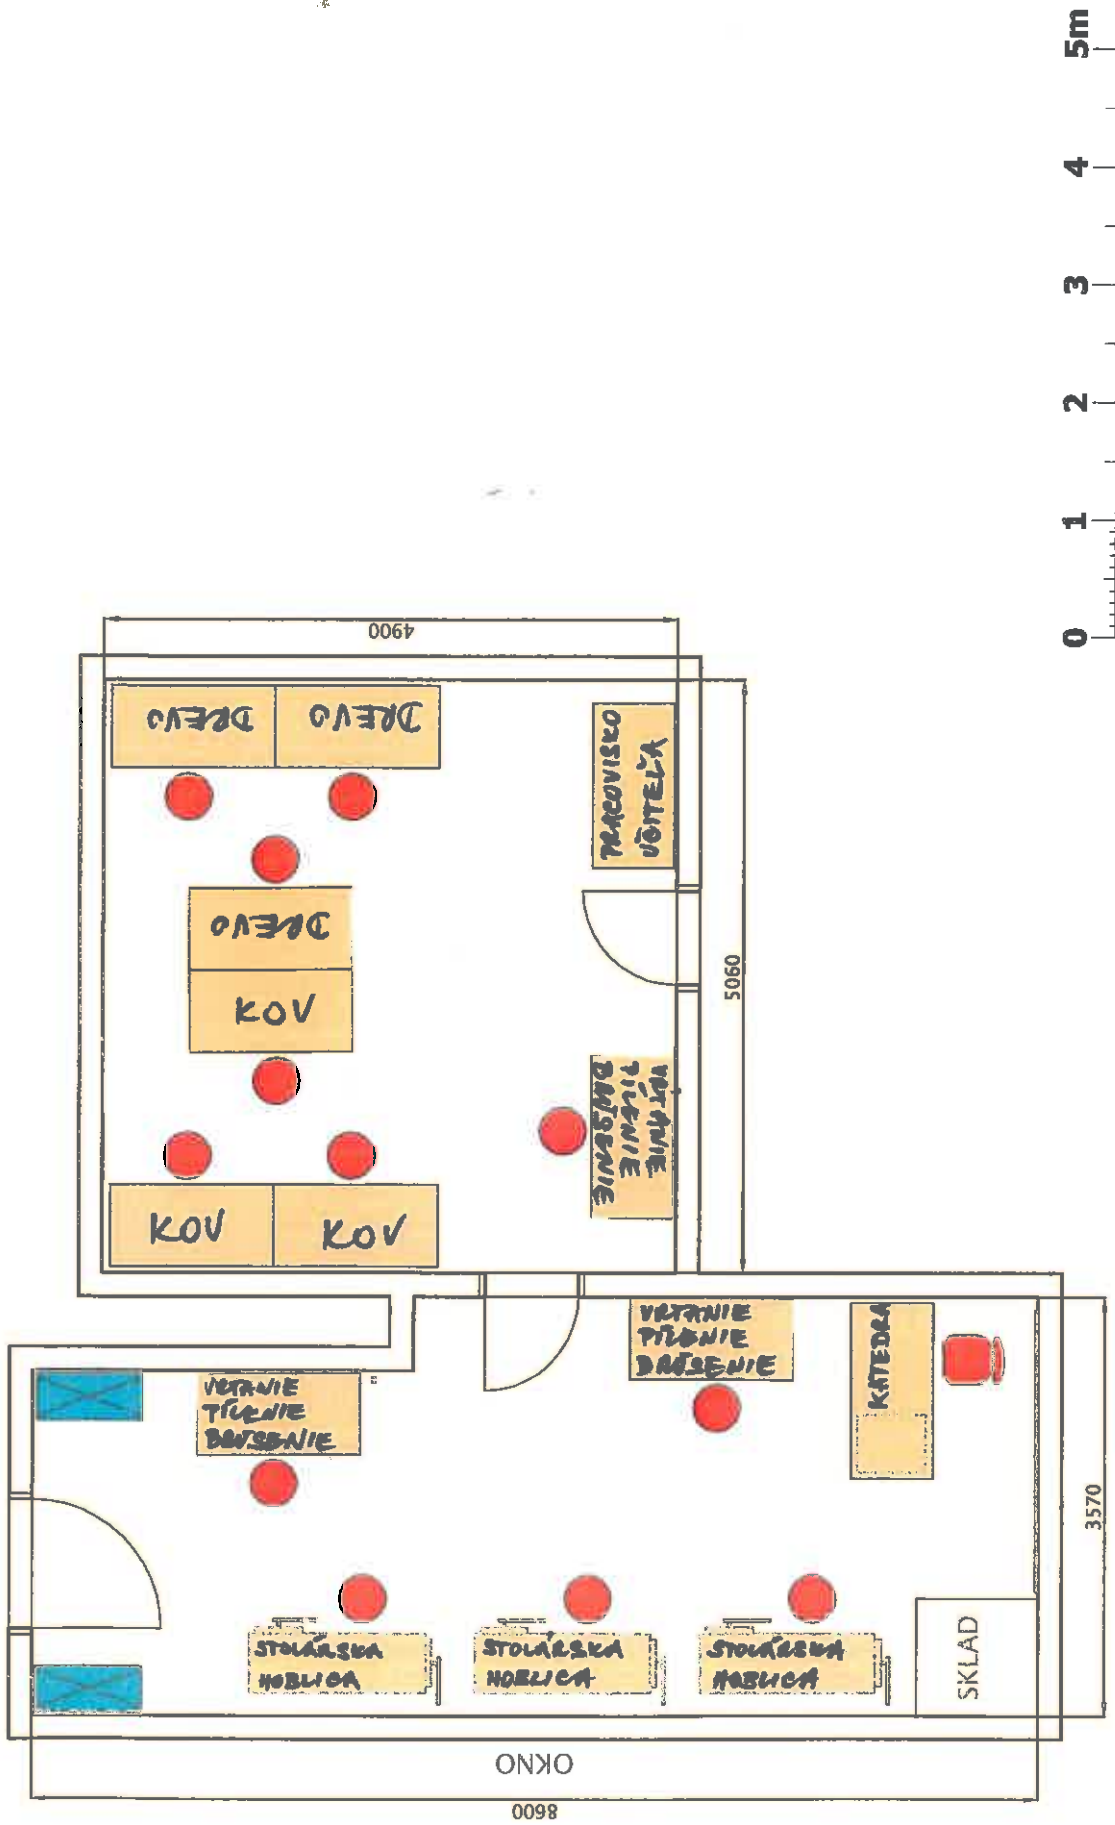 5m
4
3
2
1
0
4900
DREVO
DREVO
PRACOVISKO
UČITEĽA
DREVO
KOV
5060
VŔTANIE
PÍLENIE
BRÚSENIE
KOV
KOV
VŔTANIE
PÍLENIE
BRÚSENIE
KATEDRA
VŔTANIE
PÍLENIE
BRÚSENIE
3570
STOLÁRSKA
HOBLICA
STOLÁRSKA
HOBLICA
STOLÁRSKA
HOBLICA
SKLAD
OKNO
8600